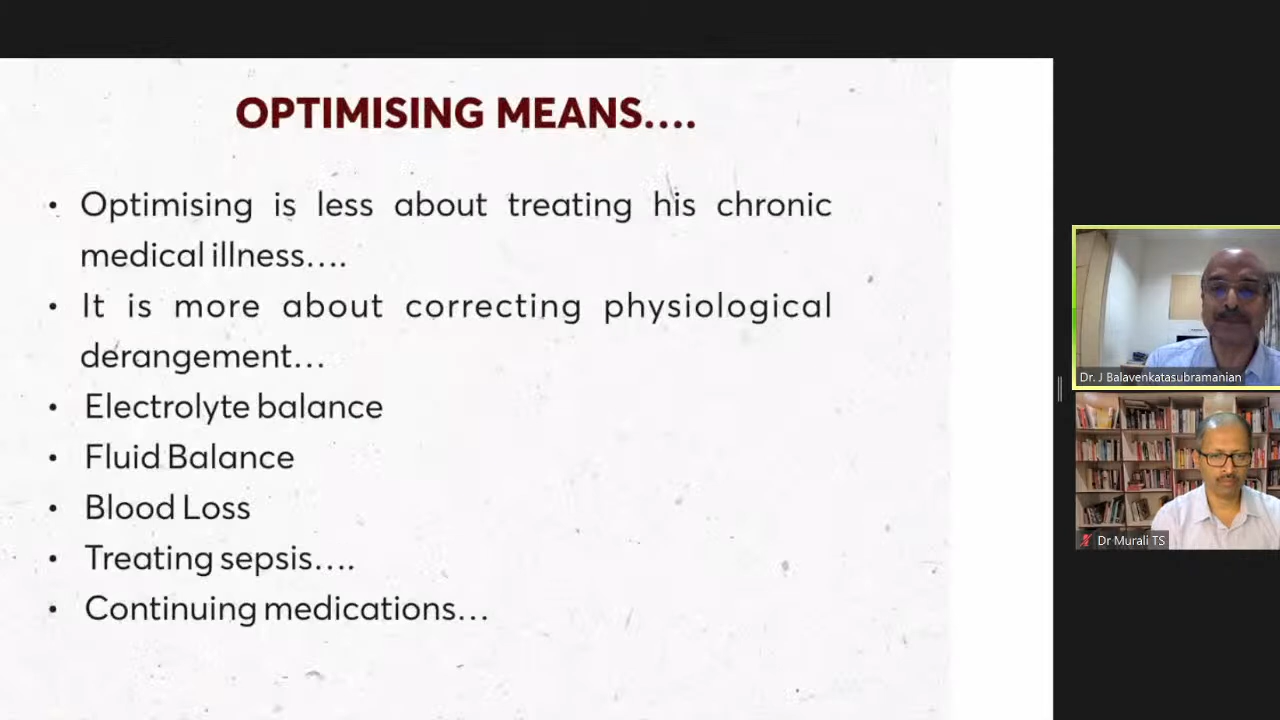 OPTIMISING MEANS....
• Optimising is less about treating his chronic
medical illness....
• It is more about correcting physiological
derangement...
• Electrolyte balance
• Fluid Balance
• Blood Loss
• Treating sepsis....
• Continuing medications...
Dr. J Balavenkatasubramanian
Dr Murali TS